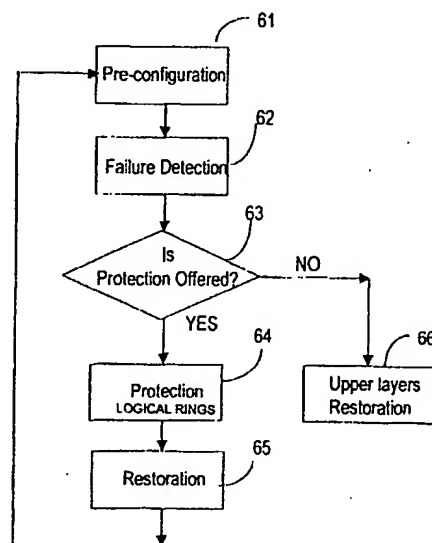 61
Pre-configuration
62
Failure Detection
63
Is
Protection Offered?
NO
YES
64
66
Protection
LOGICAL RINGS
Upper layers
Restoration
65
Restoration